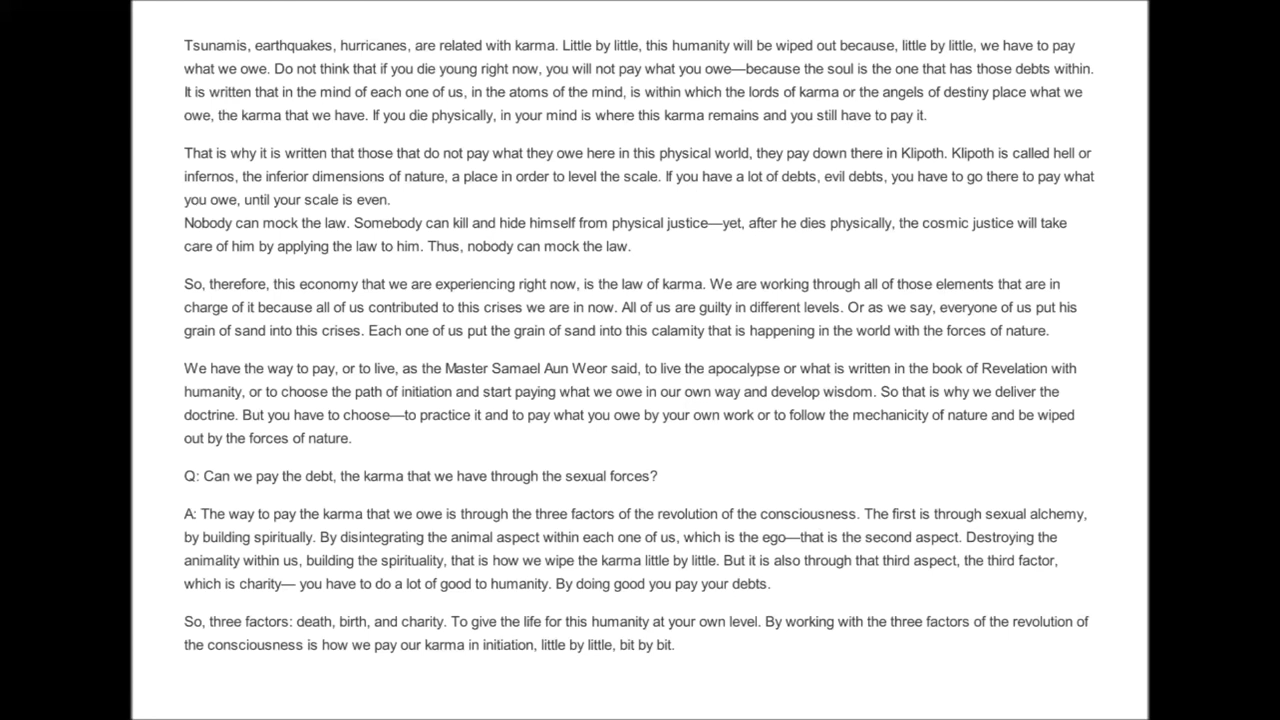 Tsunamis, earthquakes, hurricanes, are related with karma. Little by little, this humanity will be wiped out because, little by little, we have to pay
what we owe. Do not think that if you die young right now, you will not pay what you owe—because the soul is the one that has those debts within.
It is written that in the mind of each one of us, in the atoms of the mind, is within which the lords of karma or the angels of destiny place what we
owe, the karma that we have. If you die physically, in your mind is where this karma remains and you still have to pay it.
That is why it is written that those that do not pay what they owe here in this physical world, they pay down there in Klipoth. Klipoth is called hell or
infernos, the inferior dimensions of nature, a place in order to level the scale. If you have a lot of debts, evil debts, you have to go there to pay what
you owe, until your scale is even.
Nobody can mock the law. Somebody can kill and hide himself from physical justice—yet, after he dies physically, the cosmic justice will take
care of him by applying the law to him. Thus, nobody can mock the law.
So, therefore, this economy that we are experiencing right now, is the law of karma. We are working through all of those elements that are in
charge of it because all of us contributed to this crises we are in now. All of us are guilty in different levels. Or as we say, everyone of us put his
grain of sand into this crises. Each one of us put the grain of sand into this calamity that is happening in the world with the forces of nature.
We have the way to pay, or to live, as the Master Samael Aun Weor said, to live the apocalypse or what is written in the book of Revelation with
humanity, or to choose the path of initiation and start paying what we owe in our own way and develop wisdom. So that is why we deliver the
doctrine. But you have to choose—to practice it and to pay what you owe by your own work or to follow the mechanicity of nature and be wiped
out by the forces of nature.
Q: Can we pay the debt, the karma that we have through the sexual forces?
A: The way to pay the karma that we owe is through the three factors of the revolution of the consciousness. The first is through sexual alchemy,
by building spiritually. By disintegrating the animal aspect within each one of us, which is the ego—that is the second aspect. Destroying the
animality within us, building the spirituality, that is how we wipe the karma little by little. But it is also through that third aspect, the third factor,
which is charity— you have to do a lot of good to humanity. By doing good you pay your debts.
So, three factors: death, birth, and charity. To give the life for this humanity at your own level. By working with the three factors of the revolution of
the consciousness is how we pay our karma in initiation, little by little, bit by bit.